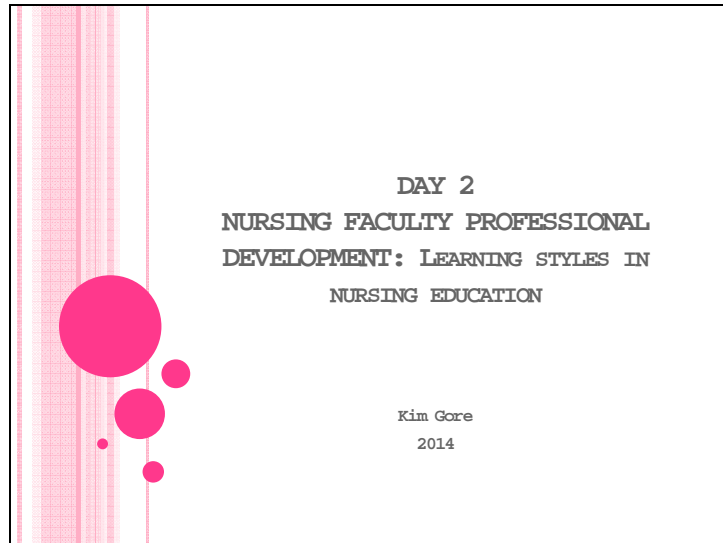 DAY 2
NURSING FACULTY PROFESSIONAL
DEVELOPMENT: LEARNING STYLES IN
NURSING EDUCATION
Kim Gore
2014